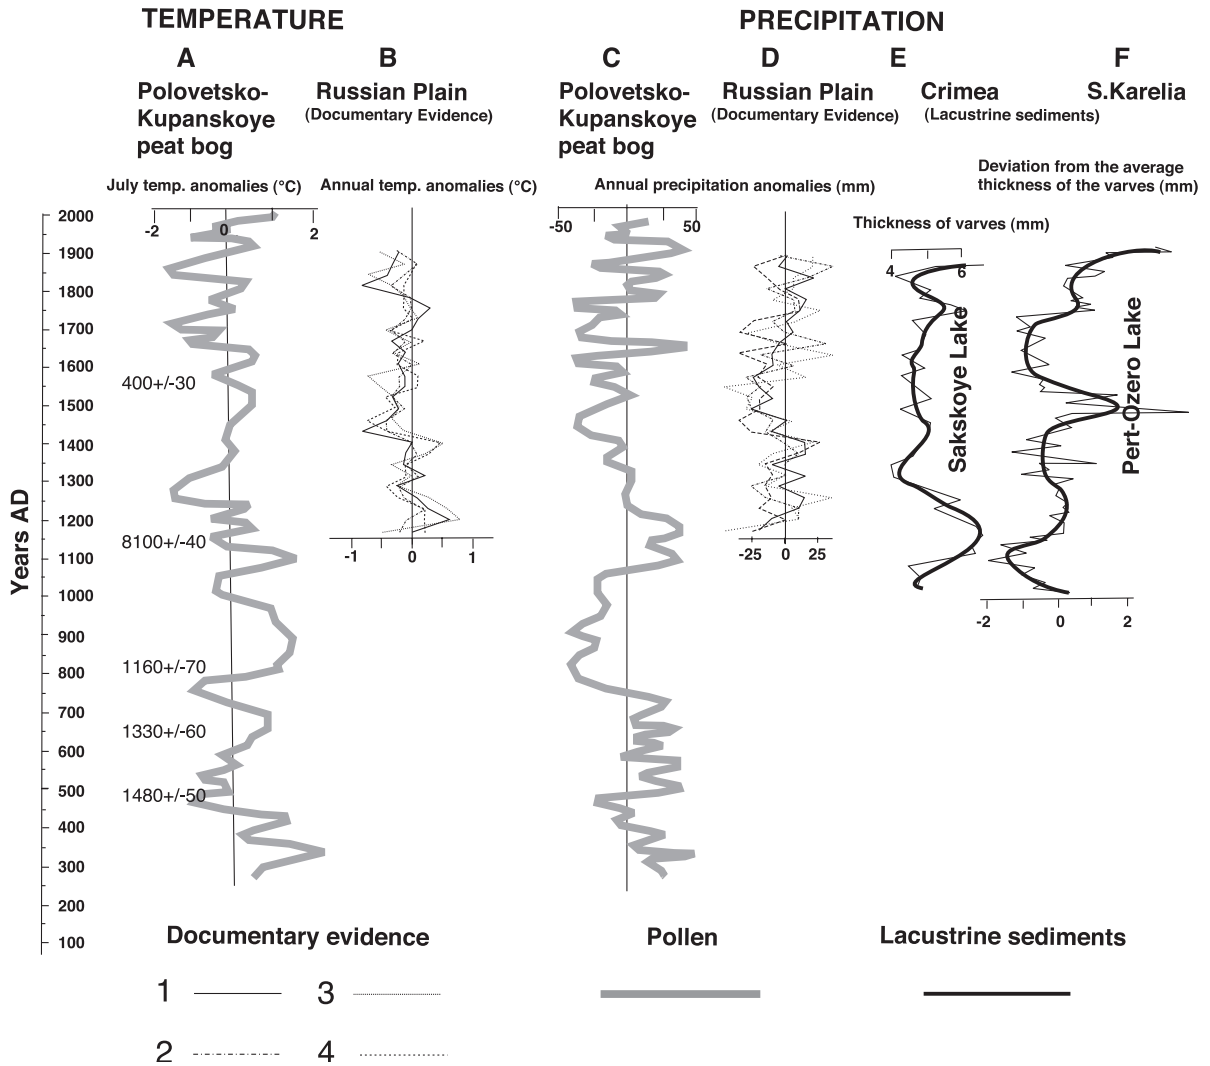 TEMPERATURE PRECIPITATION
A B C D E F
Polovetsko-
Kupanskoye
peat bog
Russian Plain
(Documentary Evidence)
Polovetsko-
Kupanskoye
peat bog
Russian Plain
(Documentary Evidence)
Crimea
(Lacustrine sediments)
S.Karelia
July temp. anomalies (°C)
Annual temp. anomalies (°C)
Annual precipitation anomalies (mm)
Deviation from the average
thickness of the varves (mm)
Thickness of varves (mm)
-2 0 2
-50 50
4 6
Years AD
2000
1900
1800
1700
1600
1500
1400
1300
1200
1100
1000
900
800
700
600
500
400
300
200
100
400+/-30
8100+/-40
1160+/-70
1330+/-60
1480+/-50
-1 0 1
-25 0 25
-2 0 2
Sakskoye Lake
Pert-Ozero Lake
Documentary evidence
Pollen
Lacustrine sediments
1
3
2
4